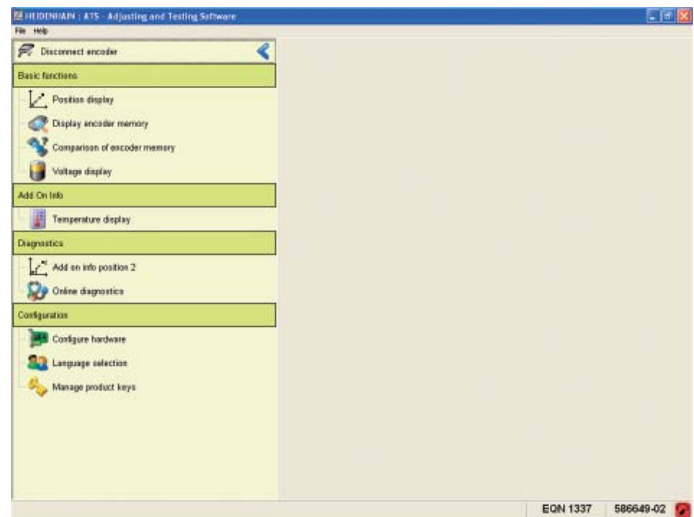 HEIDENHAIN : ATS - Adjusting and Testing Software
File Help
Disconnect encoder
Basic functions
Position display
Display encoder memory
Comparison of encoder memory
Voltage display
Add On Info
Temperature display
Diagnostics
Add on info position 2
Online diagnostics
Configuration
Configure hardware
Language selection
Manage product keys
EQN 1337 586649-02